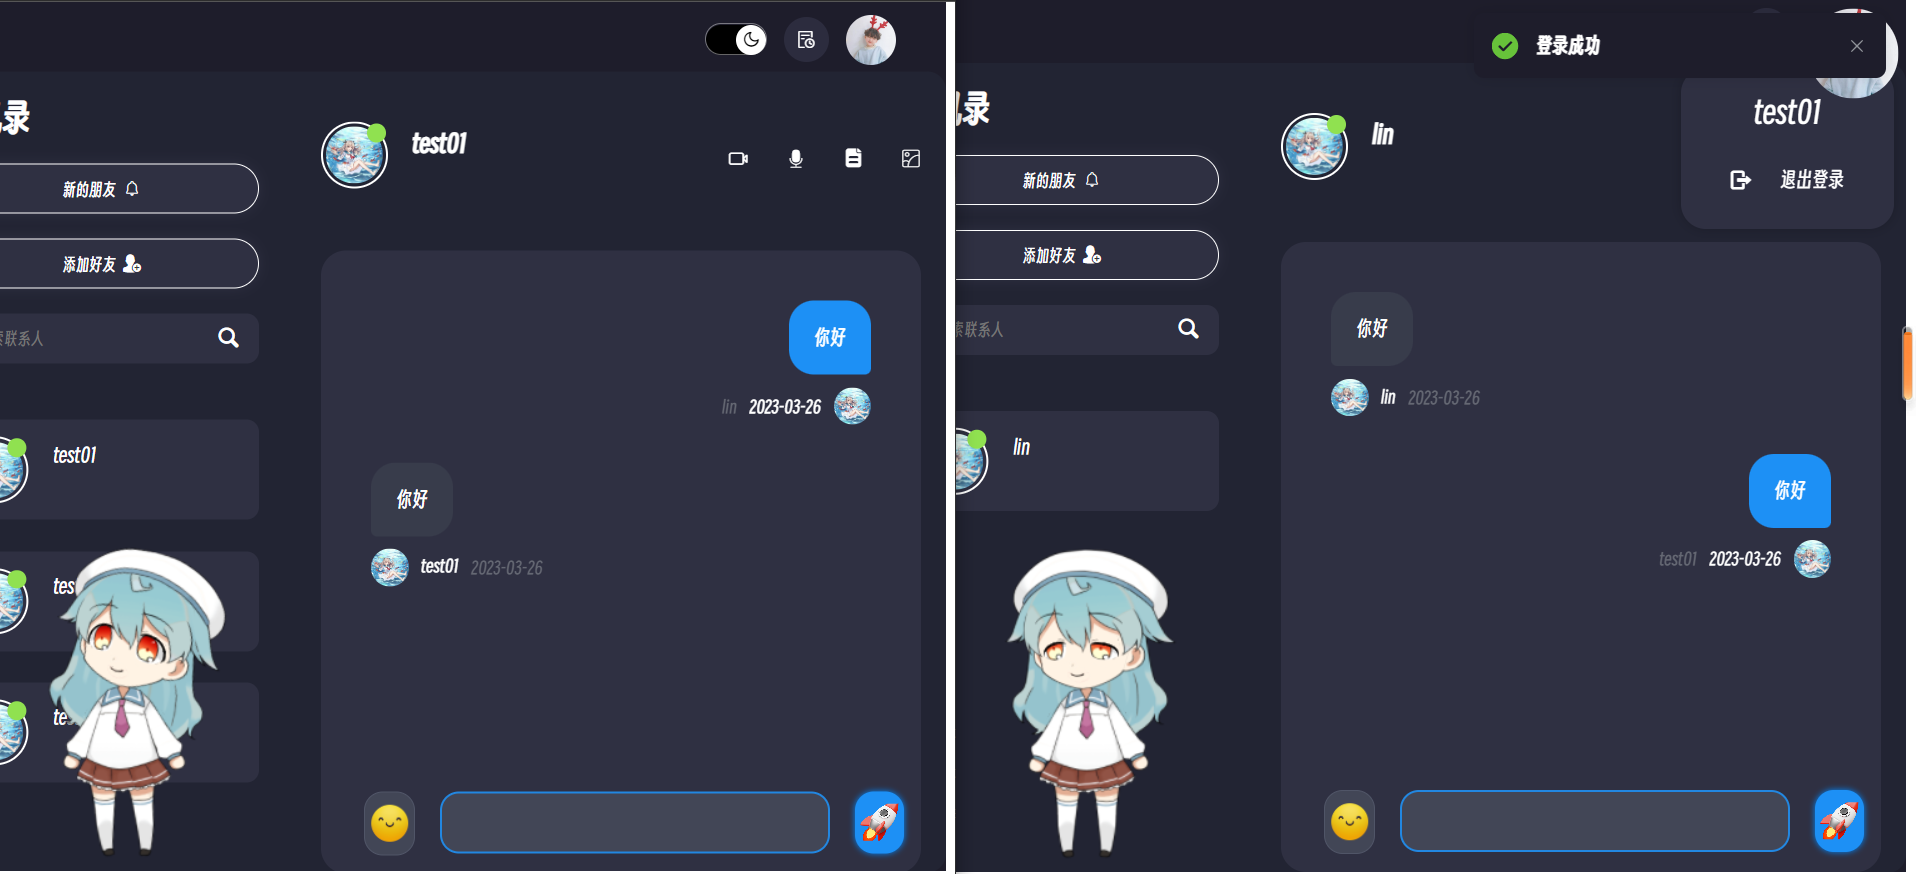 录
test01
新的朋友
添加好友
索联系人
test01
你好
lin 2023-03-26
你好
test01 2023-03-26
登录成功
录
lin
test01
退出登录
新的朋友
添加好友
索联系人
lin
你好
lin 2023-03-26
你好
test01 2023-03-26